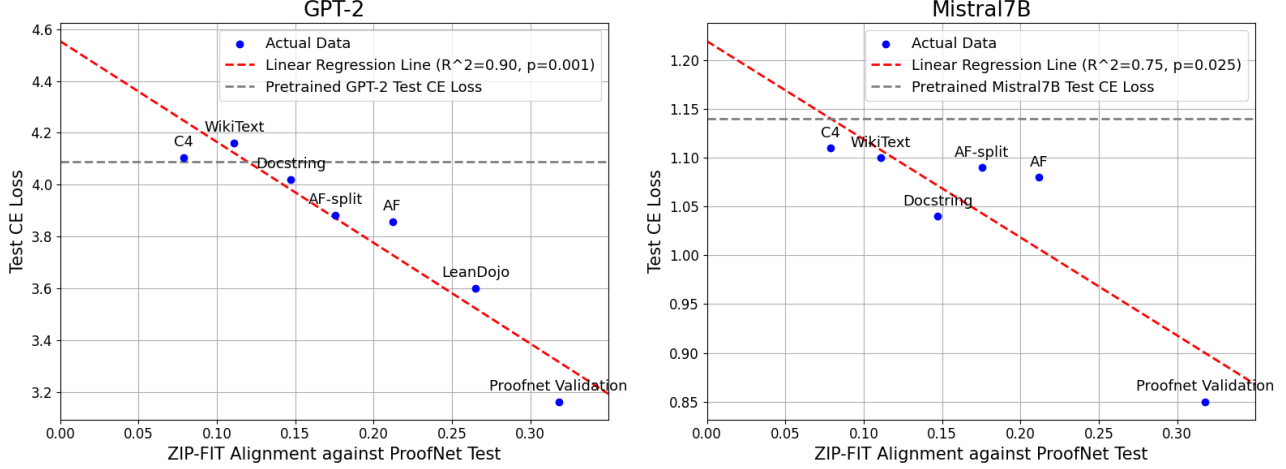 GPT-2
4.6
4.4
4.2
4.0
3.8
3.6
3.4
3.2
Test CE Loss
Actual Data
Linear Regression Line (R^2=0.90, p=0.001)
Pretrained GPT-2 Test CE Loss
C4
WikiText
Docstring
AF-split
AF
LeanDojo
Proofnet Validation
0.00
0.05
0.10
0.15
0.20
0.25
0.30
ZIP-FIT Alignment against ProofNet Test
Mistral7B
1.20
1.15
1.10
1.05
1.00
0.95
0.90
0.85
Test CE Loss
Actual Data
Linear Regression Line (R^2=0.75, p=0.025)
Pretrained Mistral7B Test CE Loss
C4
WikiText
AF-split
AF
Docstring
Proofnet Validation
0.00
0.05
0.10
0.15
0.20
0.25
0.30
ZIP-FIT Alignment against ProofNet Test